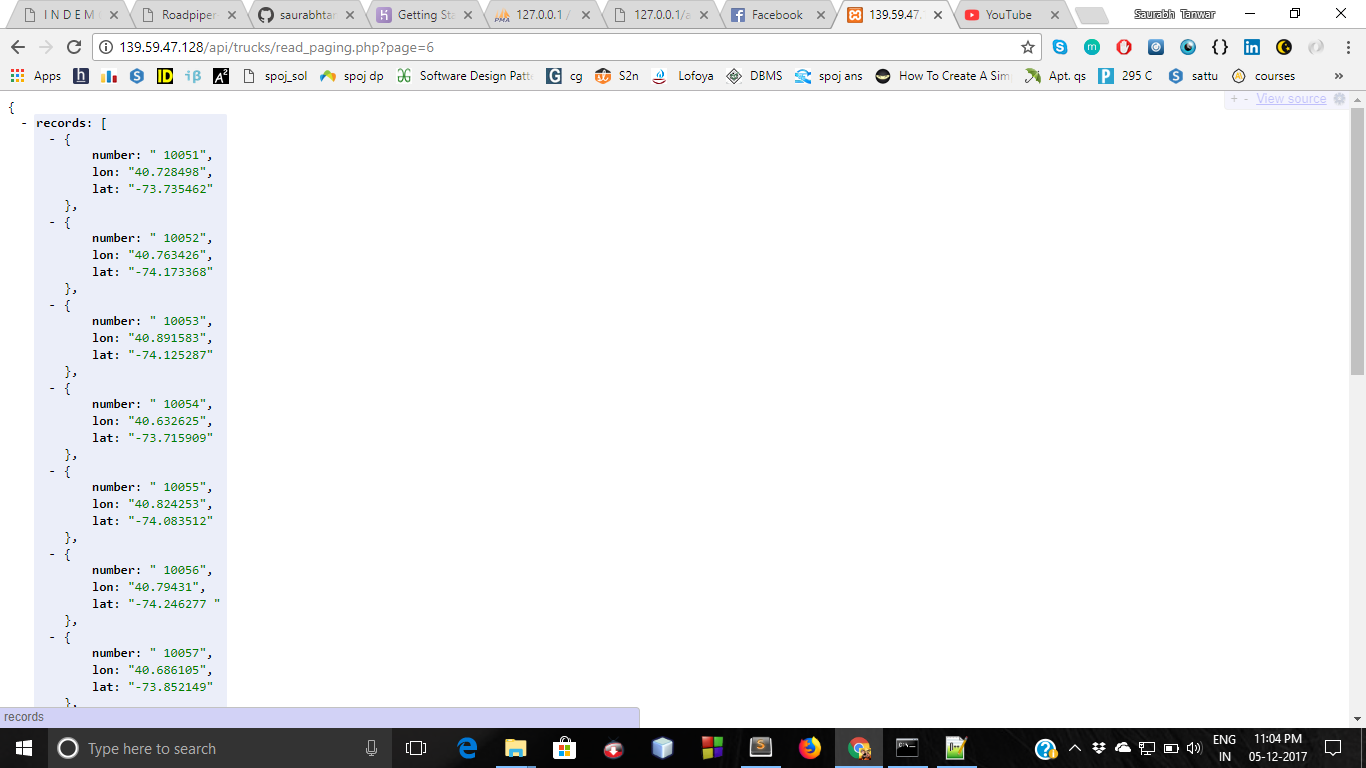 I N D E M
Roadpiper
saurabhtan
Getting Sta
127.0.0.1 /
127.0.0.1/a
Facebook
139.59.47.
YouTube
Saurabh Tanwar
139.59.47.128/api/trucks/read_paging.php?page=6
Apps
spoj_sol
spoj dp
Software Design Patt
cg
S2n
Lofoya
DBMS
spoj ans
How To Create A Sim
Apt. qs
295 C
sattu
courses
»
+ - View source
{
- records: [
- {
number: " 10051",
lon: "40.728498",
lat: "-73.735462"
},
- {
number: " 10052",
lon: "40.763426",
lat: "-74.173368"
},
- {
number: " 10053",
lon: "40.891583",
lat: "-74.125287"
},
- {
number: " 10054",
lon: "40.632625",
lat: "-73.715909"
},
- {
number: " 10055",
lon: "40.824253",
lat: "-74.083512"
},
- {
number: " 10056",
lon: "40.79431",
lat: "-74.246277 "
},
- {
number: " 10057",
lon: "40.686105",
lat: "-73.852149"
},
records
Type here to search
ENG
IN
11:04 PM
05-12-2017